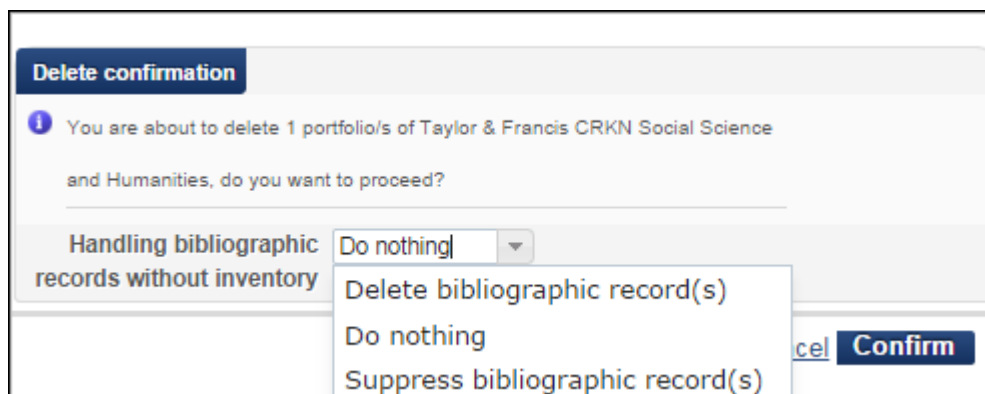 Delete confirmation
You are about to delete 1 portfolio/s of Taylor & Francis CRKN Social Science
and Humanities, do you want to proceed?
Handling bibliographic Do nothing
records without inventory
Delete bibliographic record(s)
Do nothing
cel Confirm
Suppress bibliographic record(s)